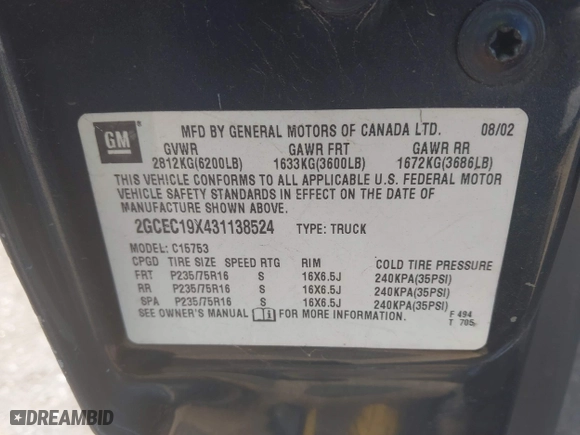 GM
MFD BY GENERAL MOTORS OF CANADA LTD. 08/02
GVWR GAWR FRT GAWR RR
2812KG(6200LB) 1633KG(3600LB) 1672KG(3686LB)
THIS VEHICLE CONFORMS TO ALL APPLICABLE U.S. FEDERAL MOTOR
VEHICLE SAFETY STANDARDS IN EFFECT ON THE DATE OF
MANUFACTURE SHOWN ABOVE.
2GCEC19X431138524 TYPE: TRUCK
MODEL: C15753
CPGD TIRE SIZE SPEED RTG RIM COLD TIRE PRESSURE
FRT P235/75R16 S 16X6.5J 240KPA(35PSI)
RR P235/75R16 S 16X6.5J 240KPA(35PSI)
SPA P235/75R16 S 16X6.5J 240KPA(35PSI)
SEE OWNER'S MANUAL FOR MORE INFORMATION. F 494
T 705
DREAMBID